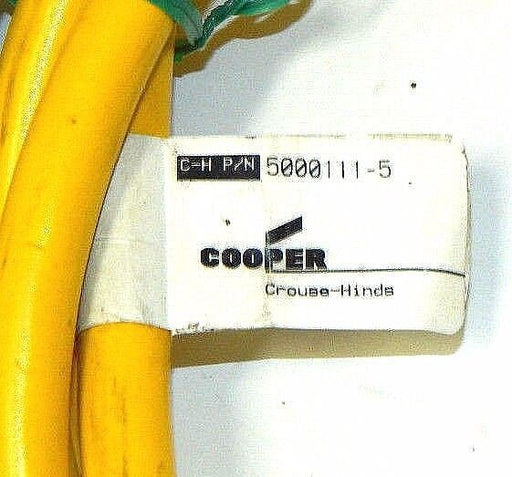 C-H P/N 5000111-5
COOPER
Crouse-Hinds